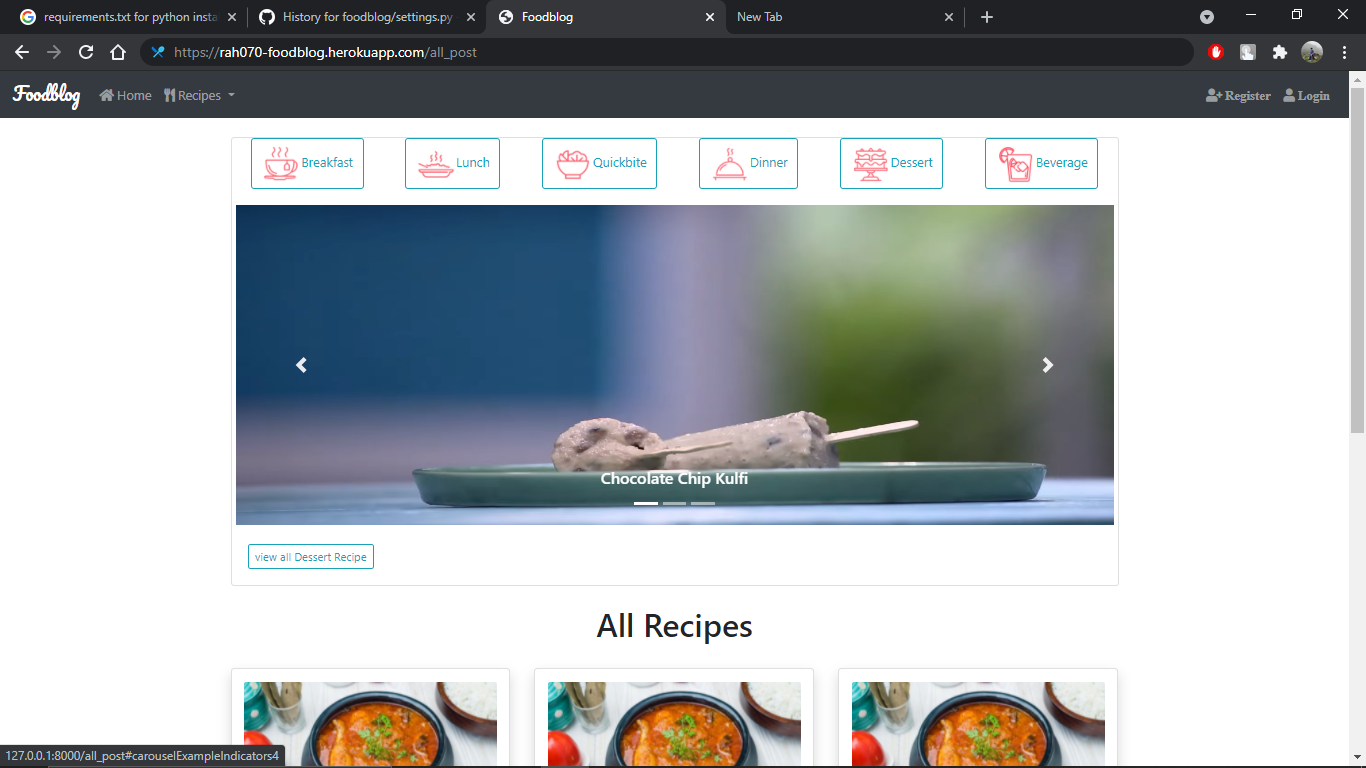 requirements.txt for python insta
History for foodblog/settings.py
Foodblog
New Tab
https://rah070-foodblog.herokuapp.com/all_post
Foodblog Home Recipes Register Login
Breakfast Lunch Quickbite Dinner Dessert Beverage
Chocolate Chip Kulfi
view all Dessert Recipe
All Recipes
127.0.0.1:8000/all_post#carouselExampleIndicators4